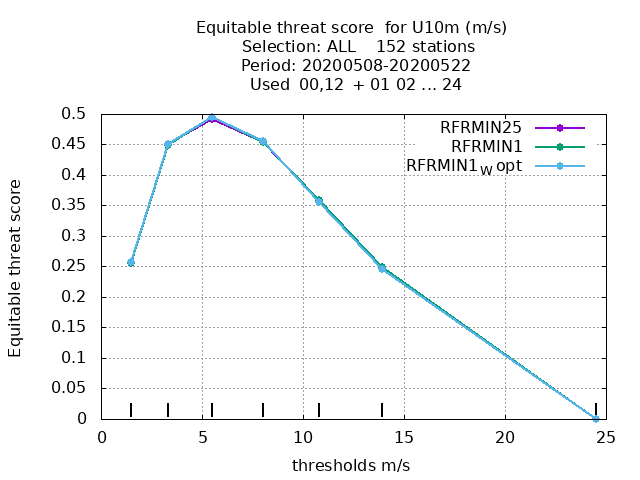 Equitable threat score for U10m (m/s)
Selection: ALL 152 stations
Period: 20200508-20200522
Used 00,12 + 01 02 ... 24
RFRMIN25
RFRMIN1
RFRMIN1W opt
0.5
0.45
0.4
0.35
0.3
0.25
0.2
0.15
0.1
0.05
0
Equitable threat score
0 5 10 15 20 25
thresholds m/s